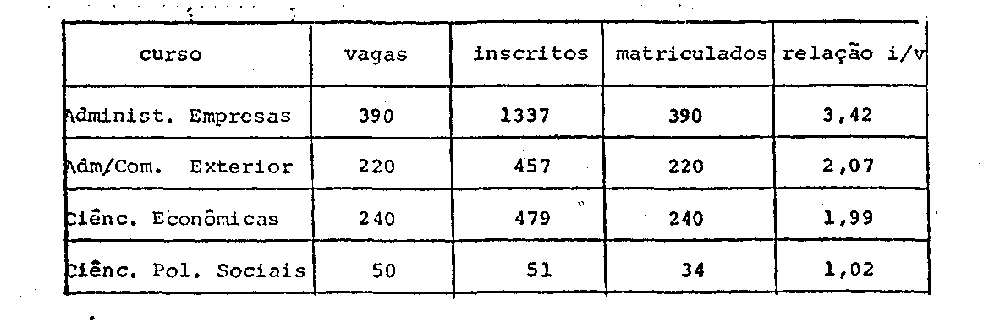 curso vagas inscritos matriculados relação i/v
Administ. Empresas 390 1337 390 3,42
Adm/Com. Exterior 220 457 220 2,07
Ciênc. Econômicas 240 479 240 1,99
Ciênc. Pol. Sociais 50 51 34 1,02